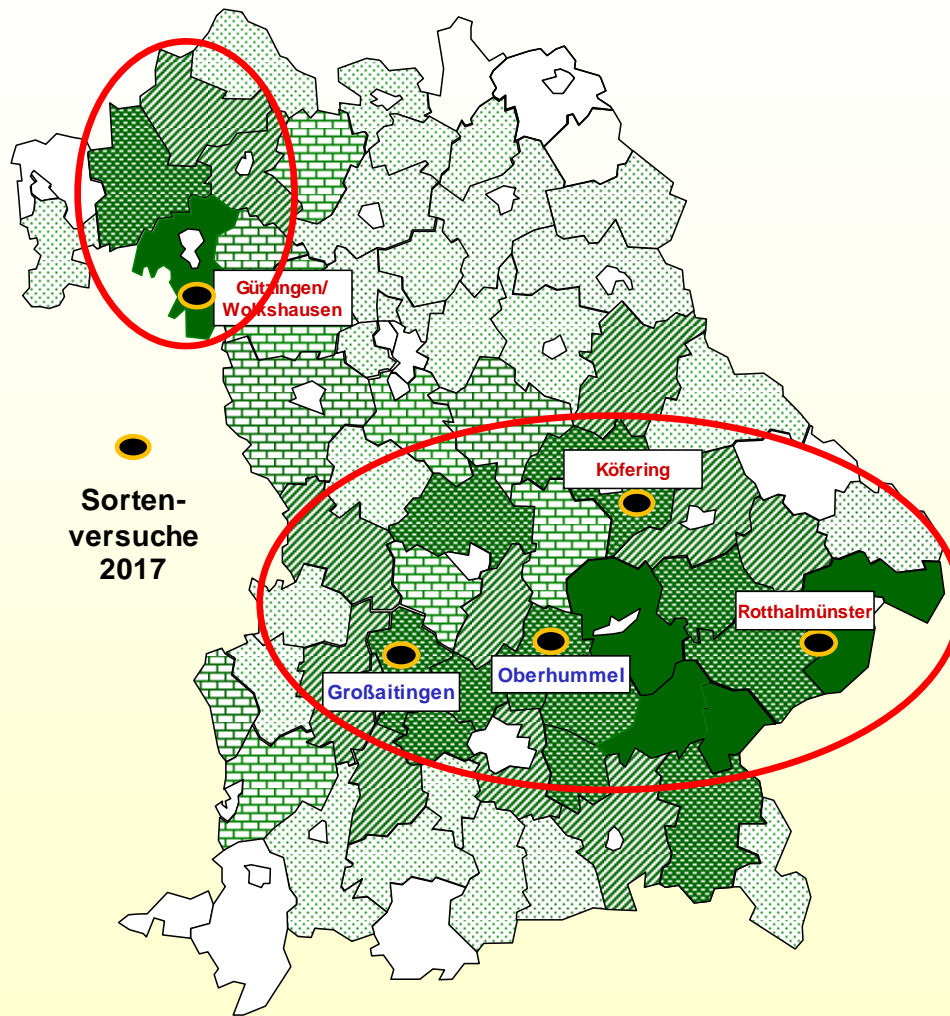 Gützingen/
Wolkshausen
Sorten-
versuche
2017
Köfering
Rotthalmünster
Oberhummel
Großaitingen